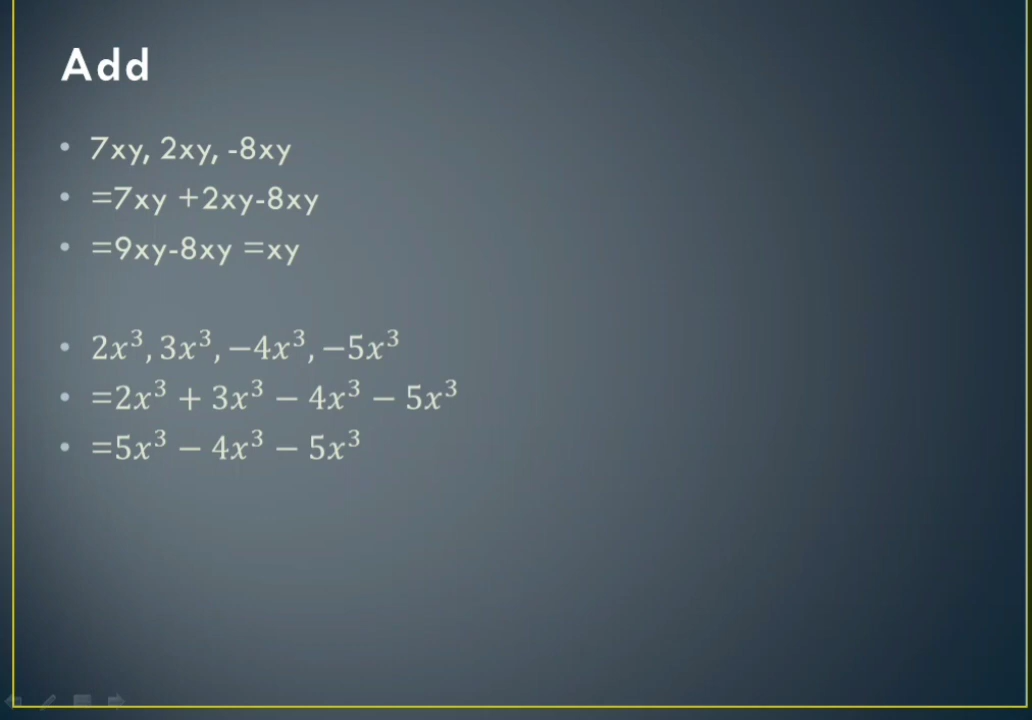 Add
• 7xy, 2xy, -8xy
• =7xy +2xy-8xy
• =9xy-8xy =xy
• 2x³, 3x³, −4x³, −5x³
• =2x³ + 3x³ − 4x³ − 5x³
• =5x³ − 4x³ − 5x³